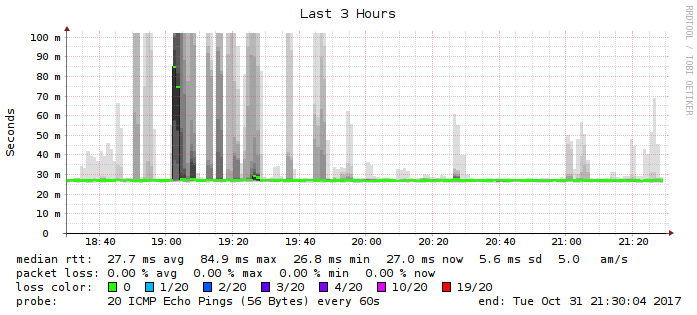 Last 3 Hours
RRDTOOL / TOBI OETIKER
Seconds
100 m
90 m
80 m
70 m
60 m
50 m
40 m
30 m
20 m
10 m
0
18:40 19:00 19:20 19:40 20:00 20:20 20:40 21:00 21:20
median rtt: 27.7 ms avg 84.9 ms max 26.8 ms min 27.0 ms now 5.6 ms sd 5.0 am/s
packet loss: 0.00 % avg 0.00 % max 0.00 % min 0.00 % now
loss color: 0 1/20 2/20 3/20 4/20 10/20 19/20
probe: 20 ICMP Echo Pings (56 Bytes) every 60s end: Tue Oct 31 21:30:04 2017